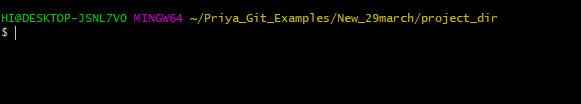 HI@DESKTOP-JSNL7VO MINGW64 ~/Priya_Git_Examples/New_29march/project_dir
$